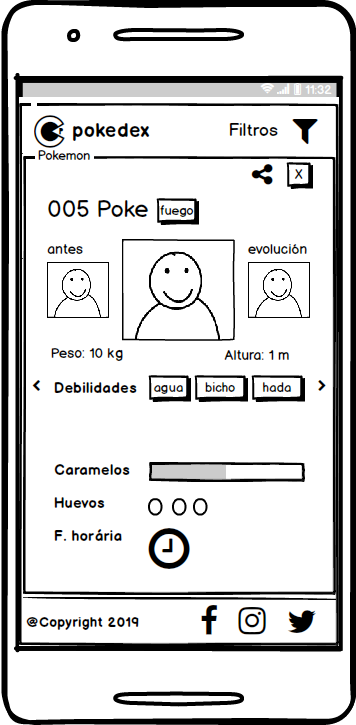 11:32
pokedex Filtros
Pokemon
X
005 Poke fuego
antes evolución
Peso: 10 kg Altura: 1 m
< Debilidades agua bicho hada >
Caramelos
Huevos
F. horária
@Copyright 2019